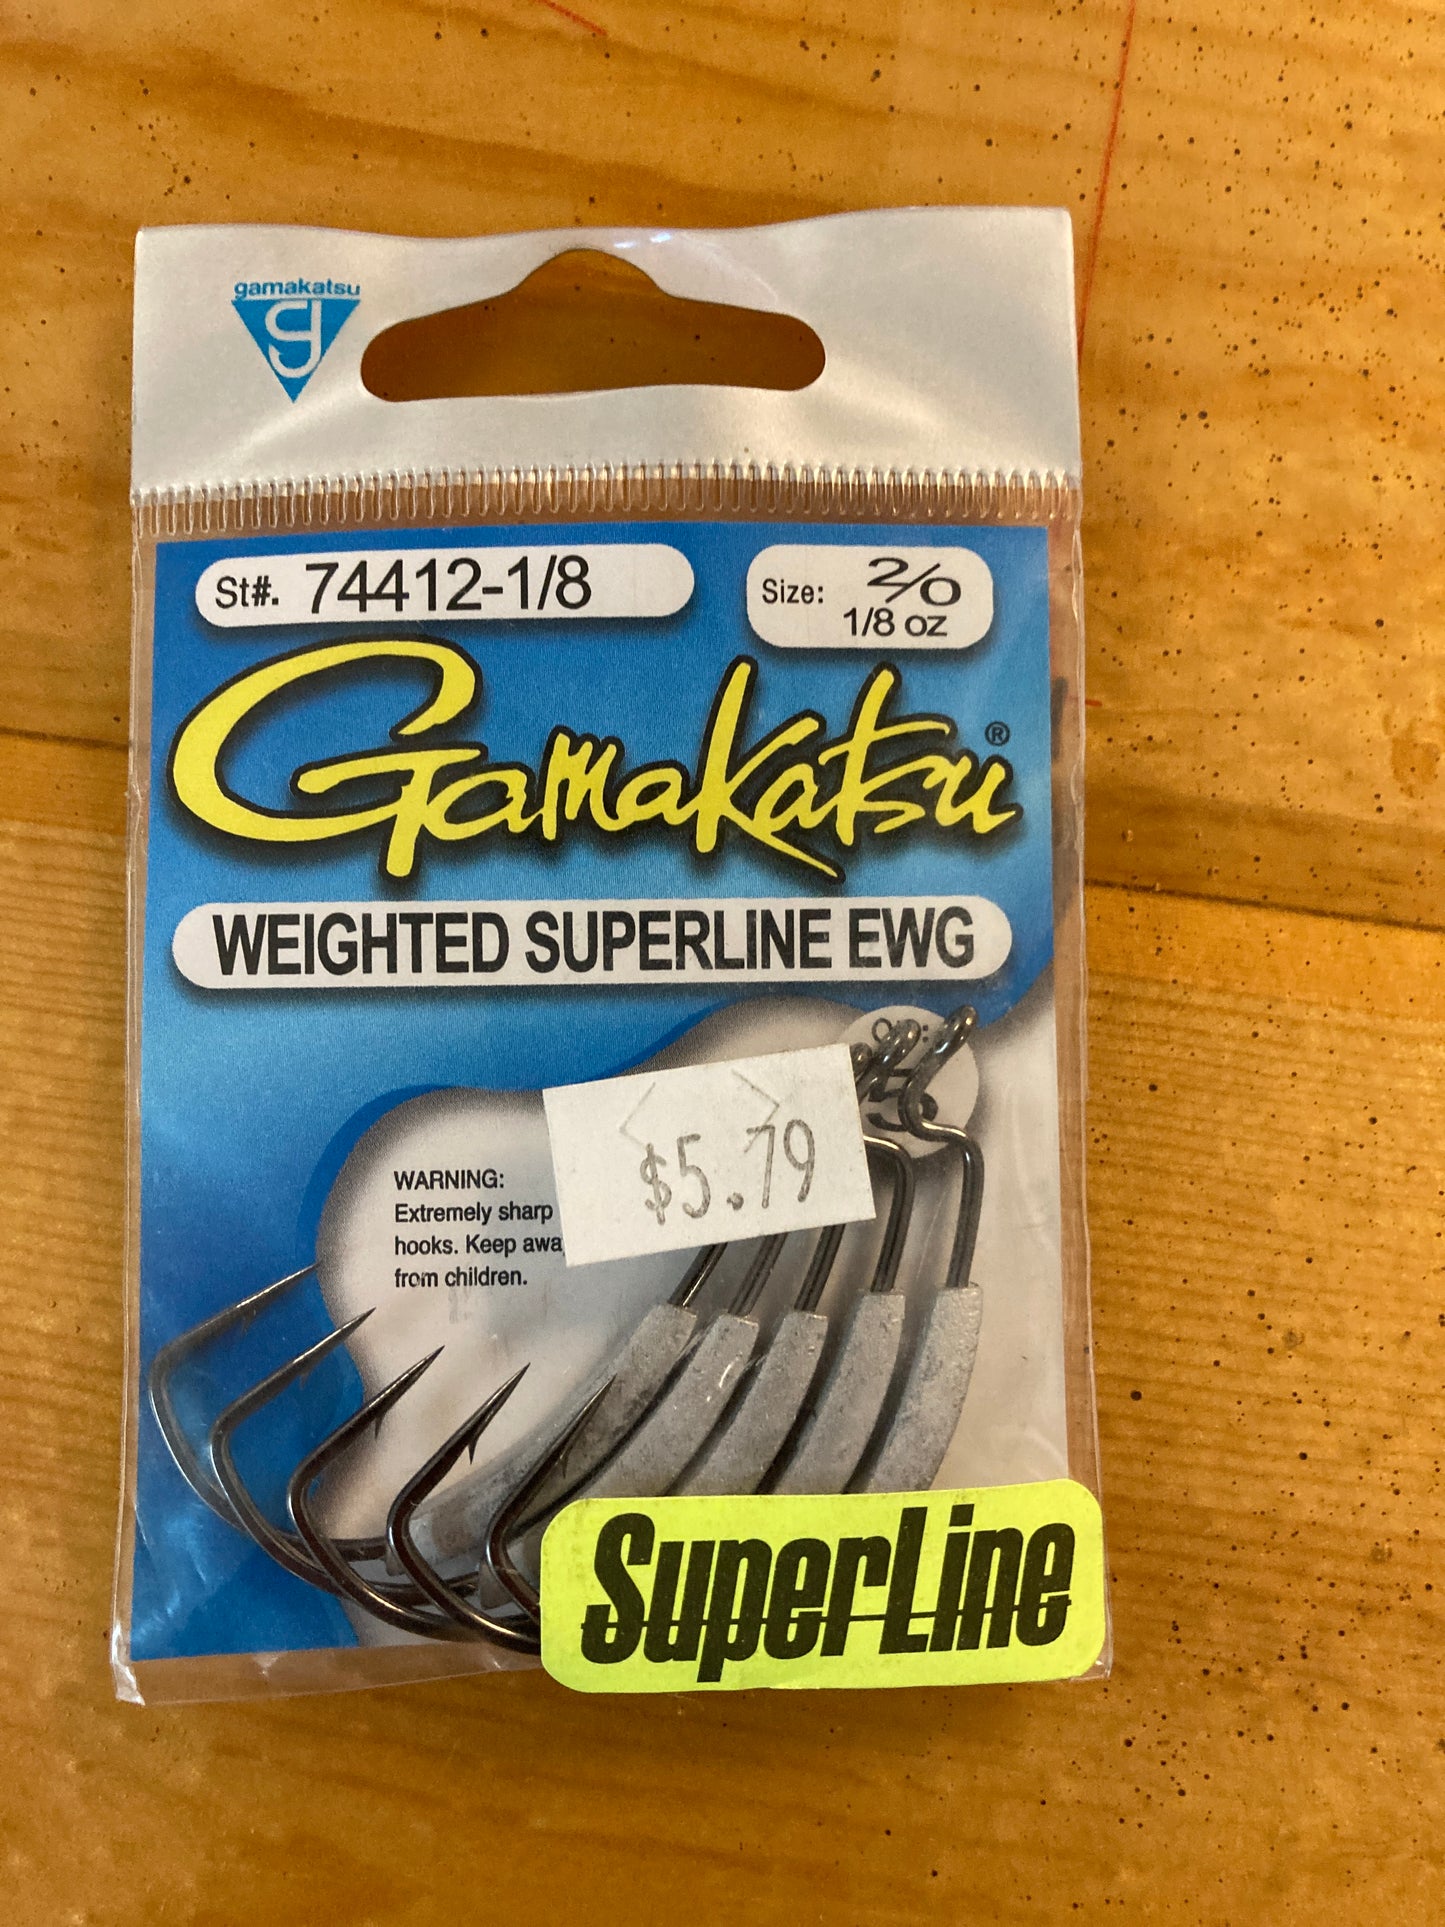 gamakatsu
g
St#. 74412-1/8
Size: 2/0
1/8 oz
Gamakatsu®
WEIGHTED SUPERLINE EWG
5
$5.79
WARNING:
Extremely sharp
hooks. Keep awa
from children.
SuperLine